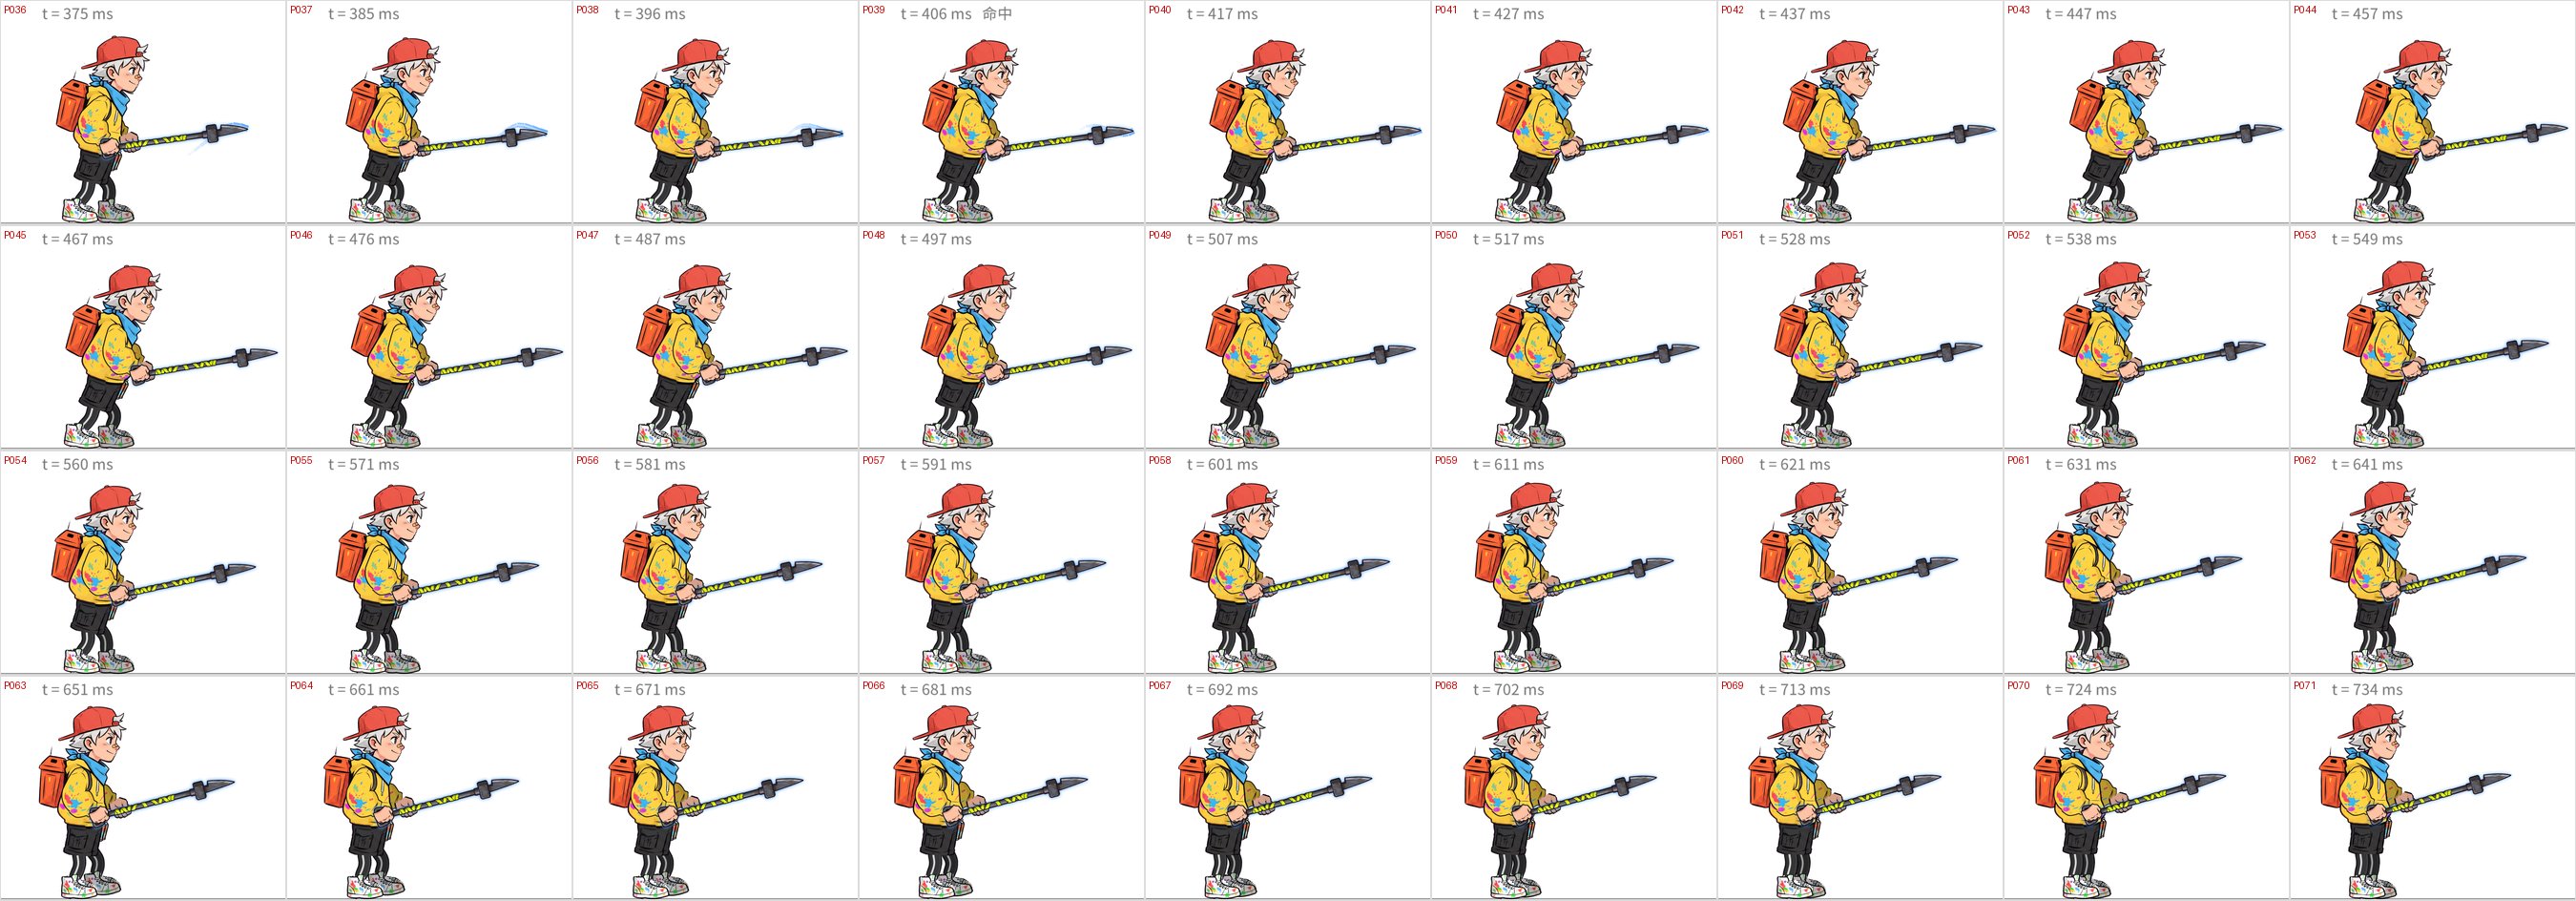 P036 t = 375 ms
P037 t = 385 ms
P038 t = 396 ms
P039 t = 406 ms 命中
P040 t = 417 ms
P041 t = 427 ms
P042 t = 437 ms
P043 t = 447 ms
P044 t = 457 ms
P045 t = 467 ms
P046 t = 476 ms
P047 t = 487 ms
P048 t = 497 ms
P049 t = 507 ms
P050 t = 517 ms
P051 t = 528 ms
P052 t = 538 ms
P053 t = 549 ms
P054 t = 560 ms
P055 t = 571 ms
P056 t = 581 ms
P057 t = 591 ms
P058 t = 601 ms
P059 t = 611 ms
P060 t = 621 ms
P061 t = 631 ms
P062 t = 641 ms
P063 t = 651 ms
P064 t = 661 ms
P065 t = 671 ms
P066 t = 681 ms
P067 t = 692 ms
P068 t = 702 ms
P069 t = 713 ms
P070 t = 724 ms
P071 t = 734 ms